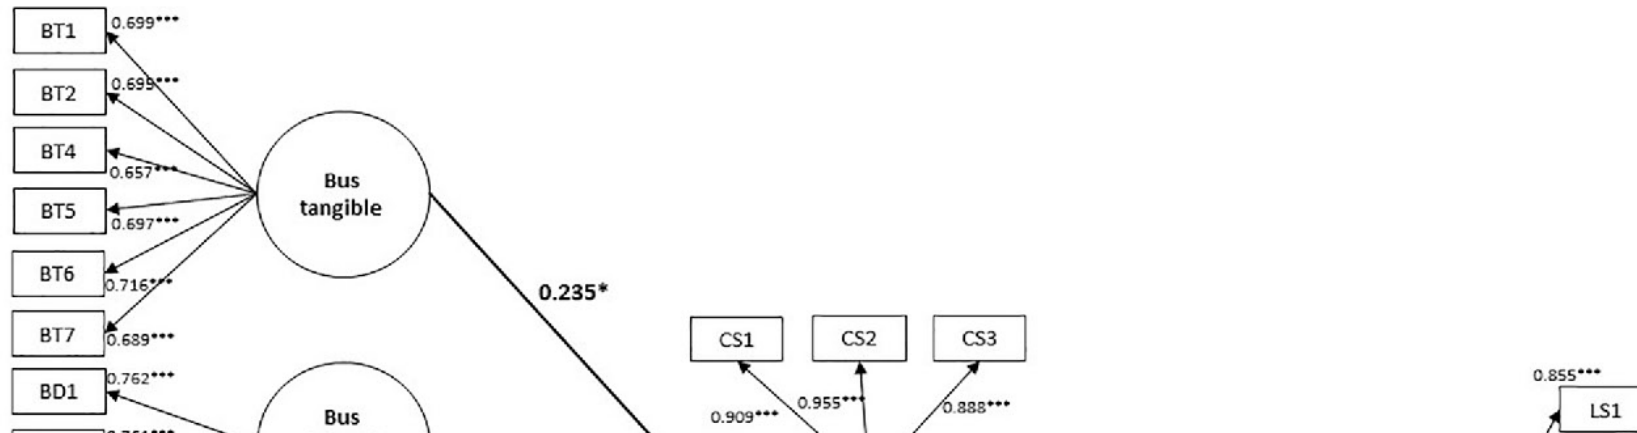 BT1
0.699***
BT2
0.699***
BT4
0.657***
BT5
0.697***
BT6
0.716***
BT7
0.689***
Bus
tangible
0.235*
BD1
0.762***
Bus
CS1
CS2
CS3
0.909***
0.955***
0.888***
0.855***
LS1